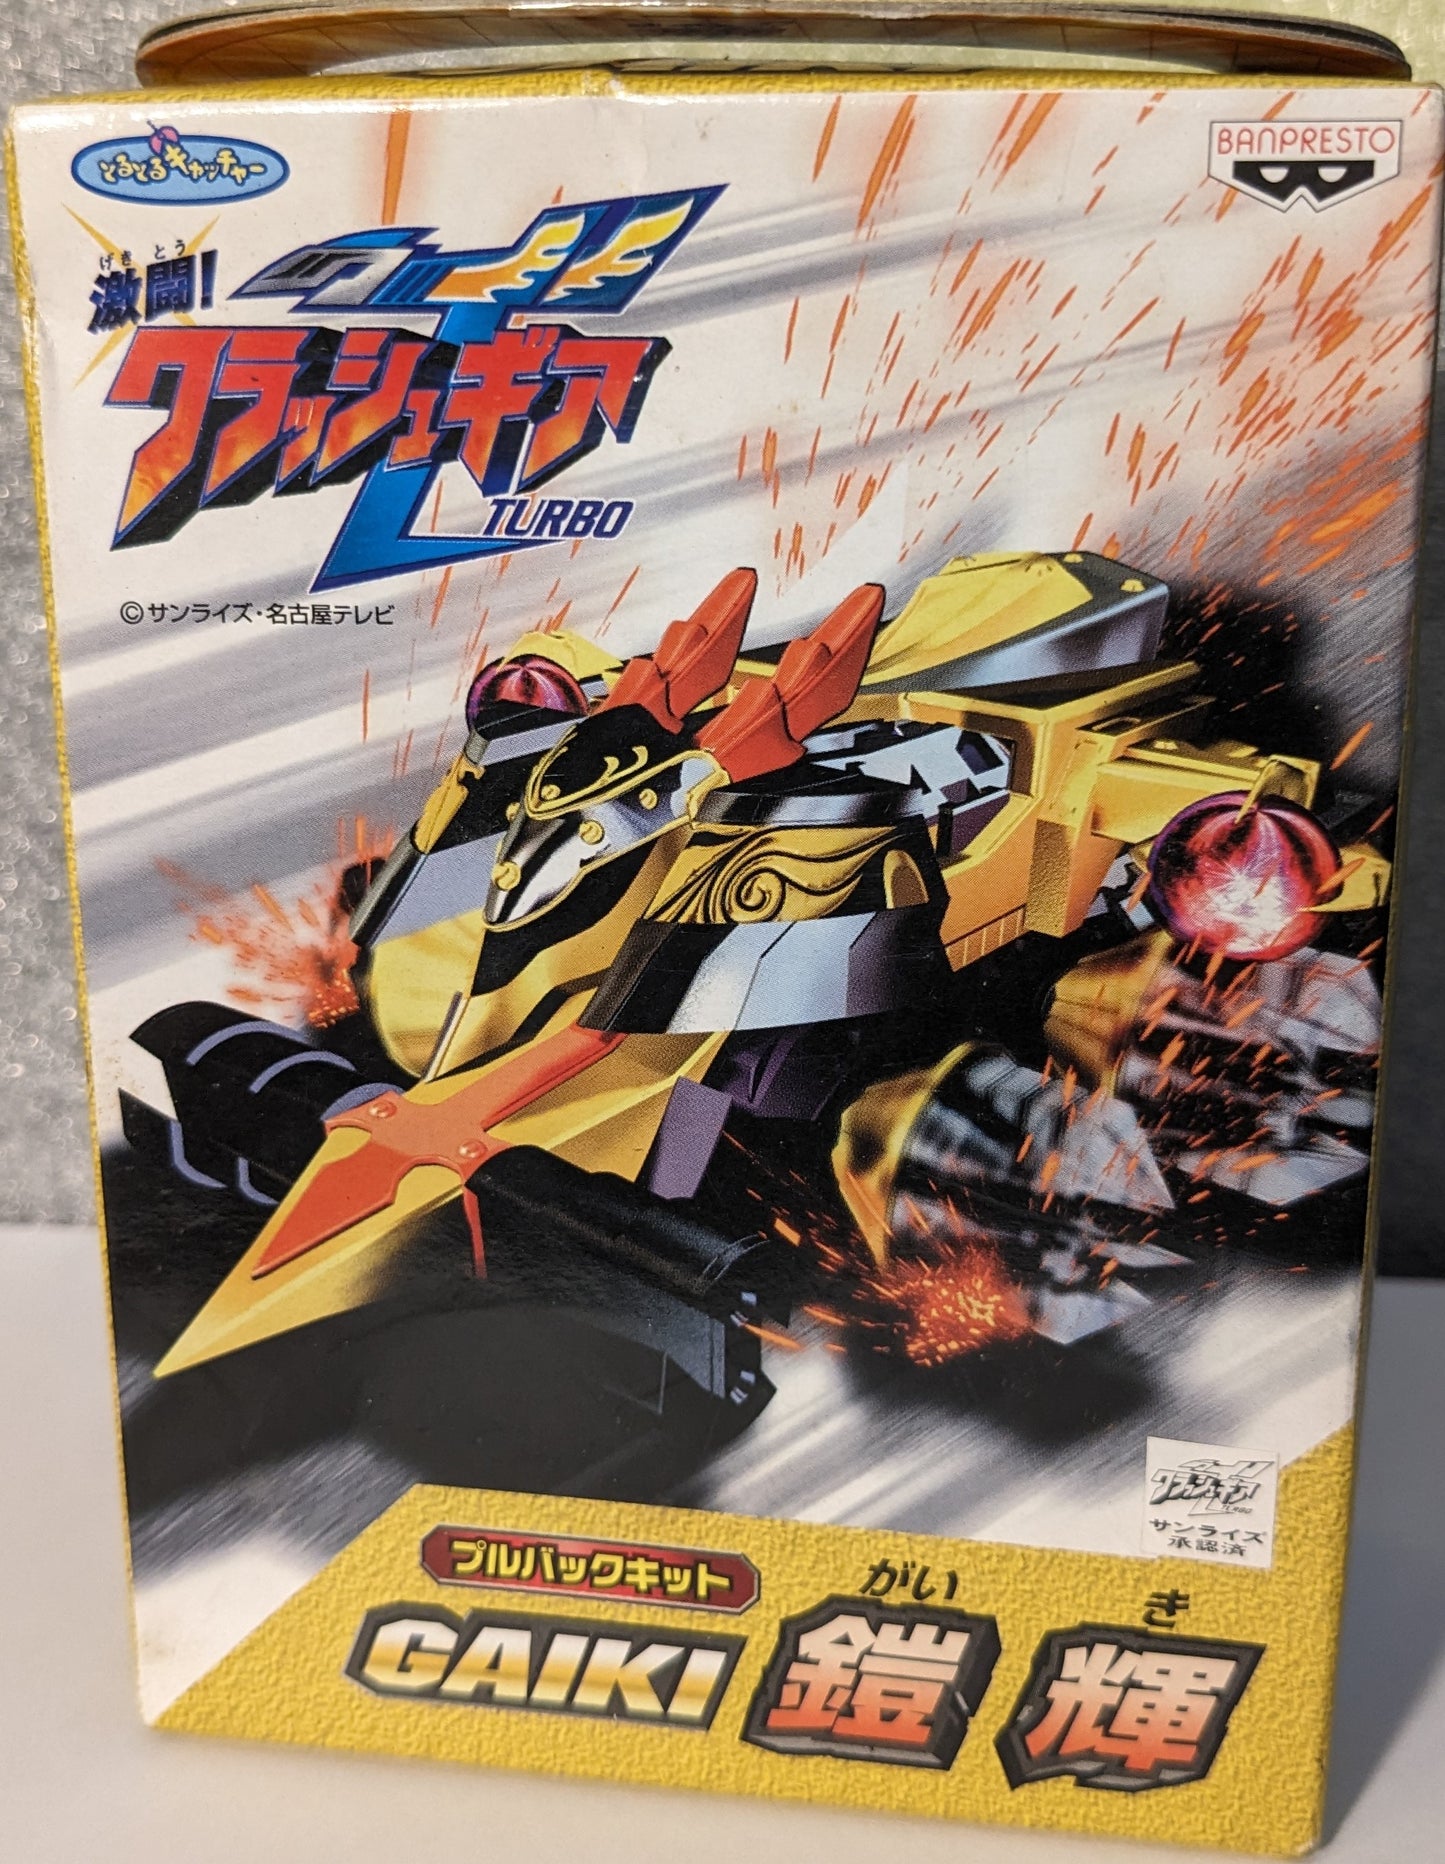 とるとるキャッチャー
BANPRESTO
げき とう
激闘!
クラッシュギア
T
TURBO
©サンライズ・名古屋テレビ
クラッシュギア
TURBO
サンライズ
承認済
プルバックキット
がい き
GAIKI 鎧輝